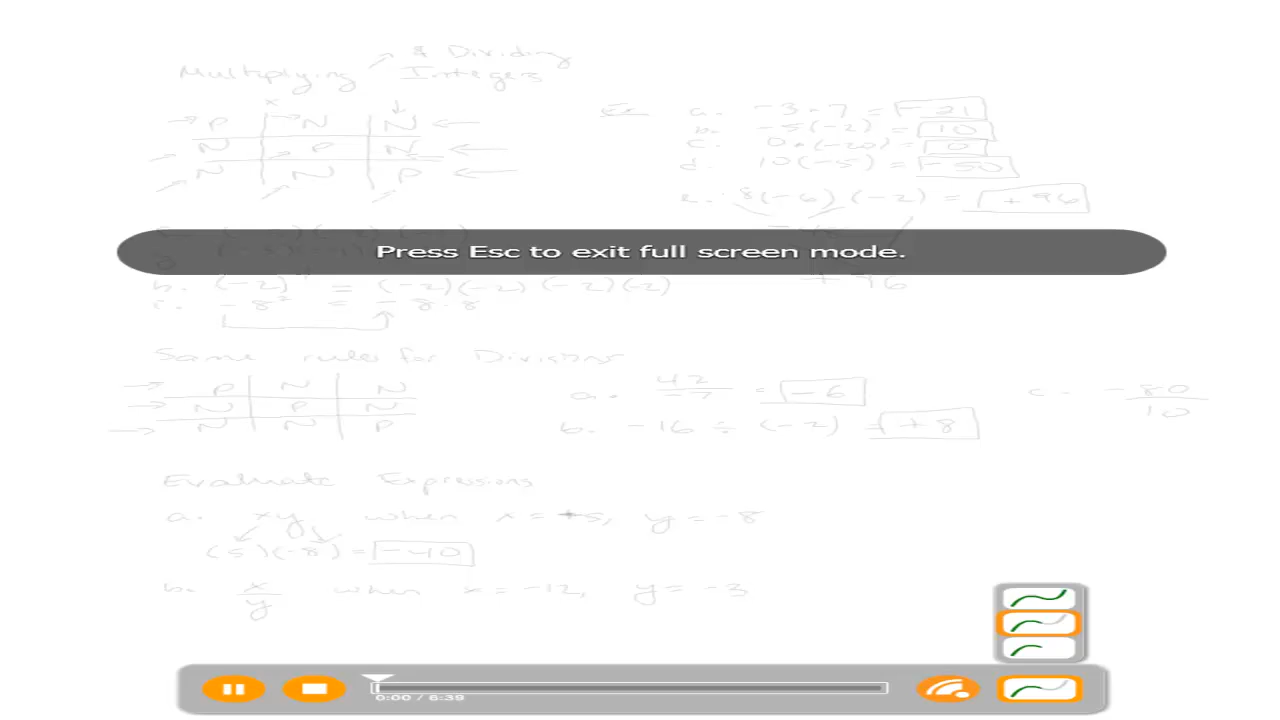 Multiplying & Dividing Integers
x
P N N
N P N
N N P
Ex a. -3 · 7 = -21
b. -5(-2) = 10
c. 0 · (-20) = 0
d. 10(-5) = -50
e. 8(-6)(-2) = +96
Press Esc to exit full screen mode.
+96
h. (-2)⁴ = (-2)(-2)(-2)(-2)
i. -8² = -8·8
Same rules for Divisions
P N N
N P N
N N P
a. 42/-7 = -6
b. -16 ÷ (-2) = +8
c. -80/10
Evaluate Expressions
a. xy when x = +5, y = -8
(5)(-8) = -40
b. x/y when x = -12, y = -3
0:00 / 6:39